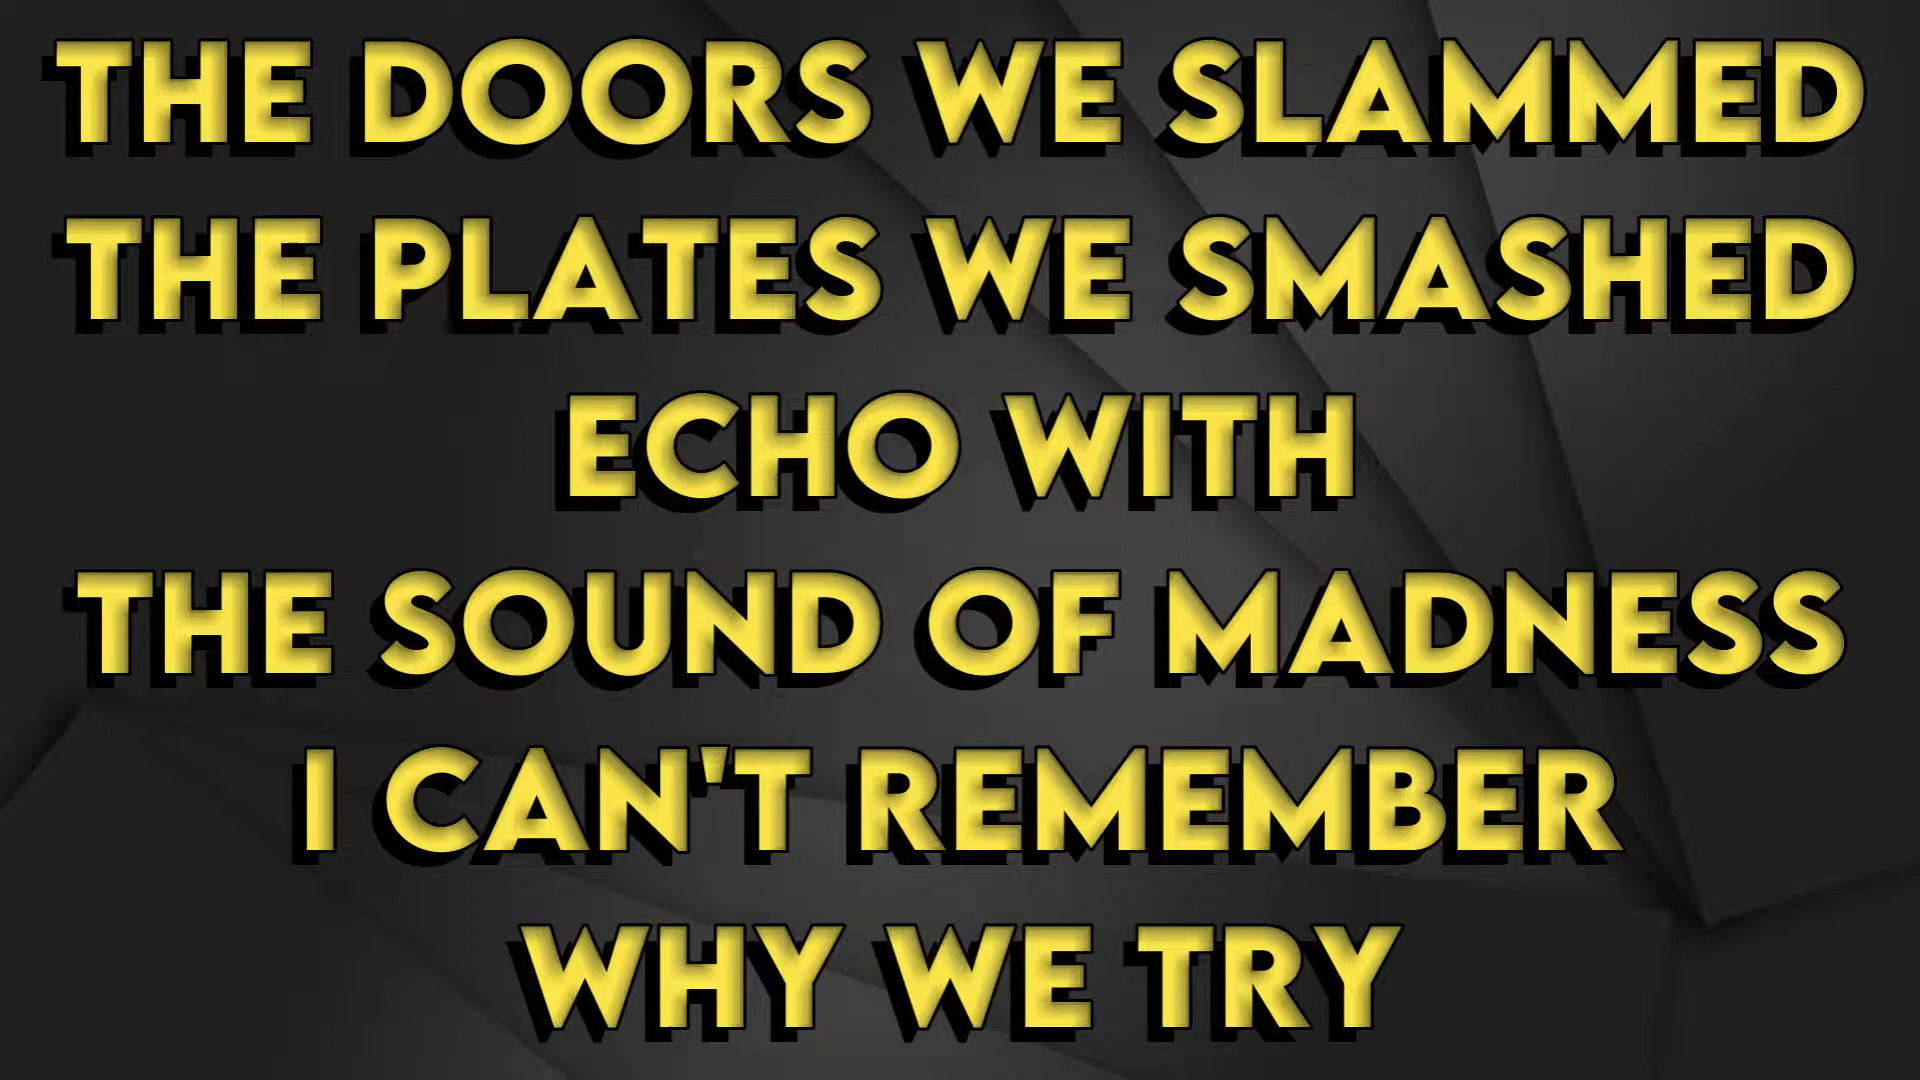 THE DOORS WE SLAMMED
THE PLATES WE SMASHED
ECHO WITH
THE SOUND OF MADNESS
I CAN'T REMEMBER
WHY WE TRY